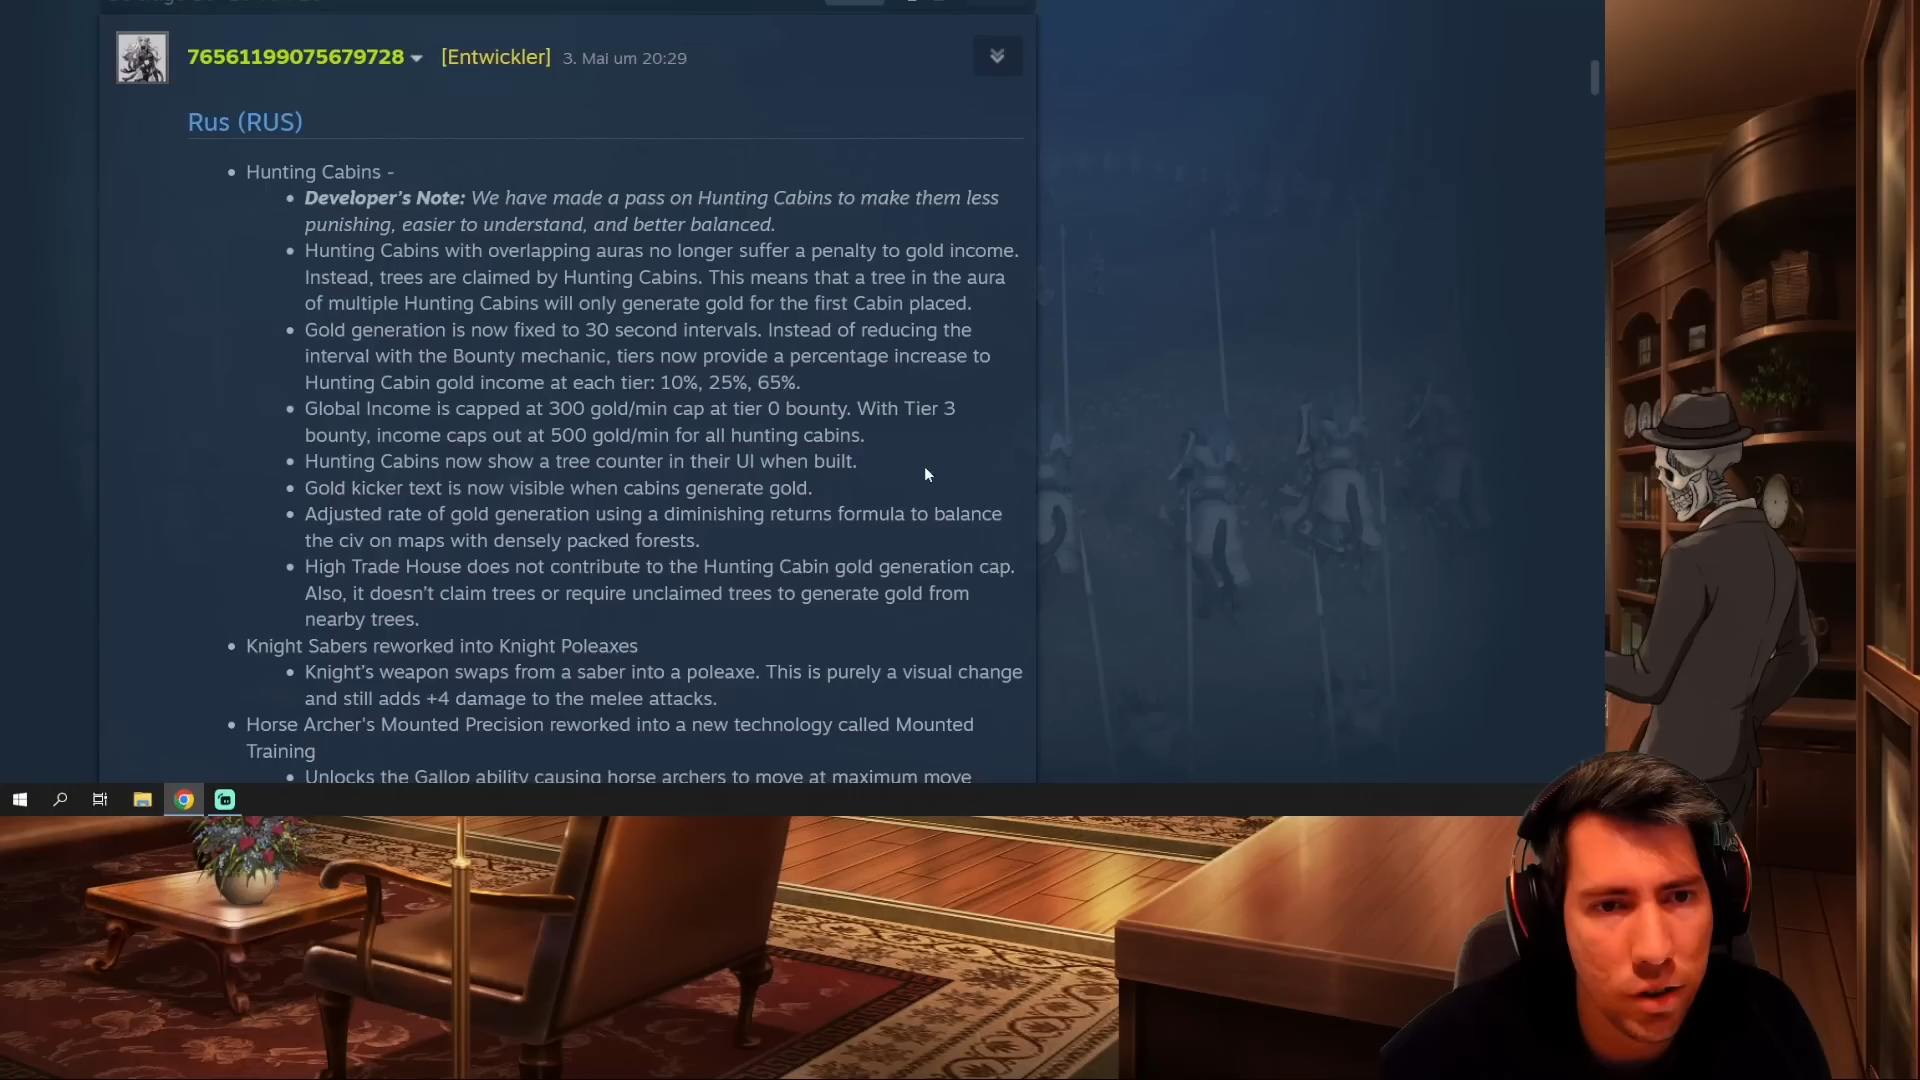 76561199075679728 [Entwickler] 3. Mai um 20:29
Rus (RUS)
Hunting Cabins -
Developer's Note: We have made a pass on Hunting Cabins to make them less
punishing, easier to understand, and better balanced.
Hunting Cabins with overlapping auras no longer suffer a penalty to gold income.
Instead, trees are claimed by Hunting Cabins. This means that a tree in the aura
of multiple Hunting Cabins will only generate gold for the first Cabin placed.
Gold generation is now fixed to 30 second intervals. Instead of reducing the
interval with the Bounty mechanic, tiers now provide a percentage increase to
Hunting Cabin gold income at each tier: 10%, 25%, 65%.
Global Income is capped at 300 gold/min cap at tier 0 bounty. With Tier 3
bounty, income caps out at 500 gold/min for all hunting cabins.
Hunting Cabins now show a tree counter in their UI when built.
Gold kicker text is now visible when cabins generate gold.
Adjusted rate of gold generation using a diminishing returns formula to balance
the civ on maps with densely packed forests.
High Trade House does not contribute to the Hunting Cabin gold generation cap.
Also, it doesn't claim trees or require unclaimed trees to generate gold from
nearby trees.
Knight Sabers reworked into Knight Poleaxes
Knight's weapon swaps from a saber into a poleaxe. This is purely a visual change
and still adds +4 damage to the melee attacks.
Horse Archer's Mounted Precision reworked into a new technology called Mounted
Training
Unlocks the Gallop ability causing horse archers to move at maximum move